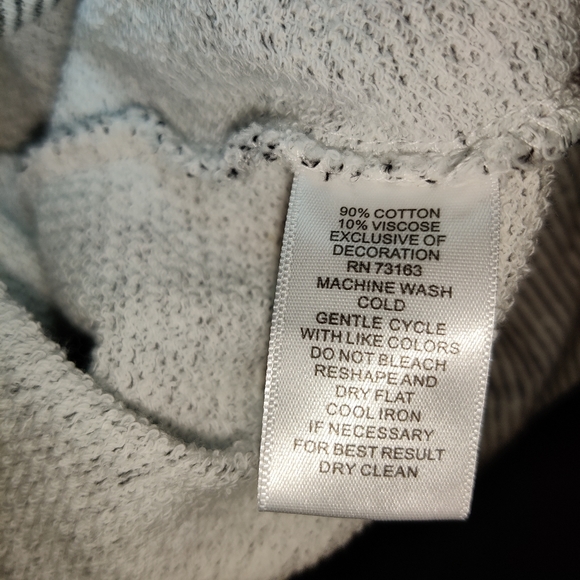 90% COTTON
10% VISCOSE
EXCLUSIVE OF
DECORATION
RN 73163
MACHINE WASH
COLD
GENTLE CYCLE
WITH LIKE COLORS
DO NOT BLEACH
RESHAPE AND
DRY FLAT
COOL IRON
IF NECESSARY
FOR BEST RESULT
DRY CLEAN